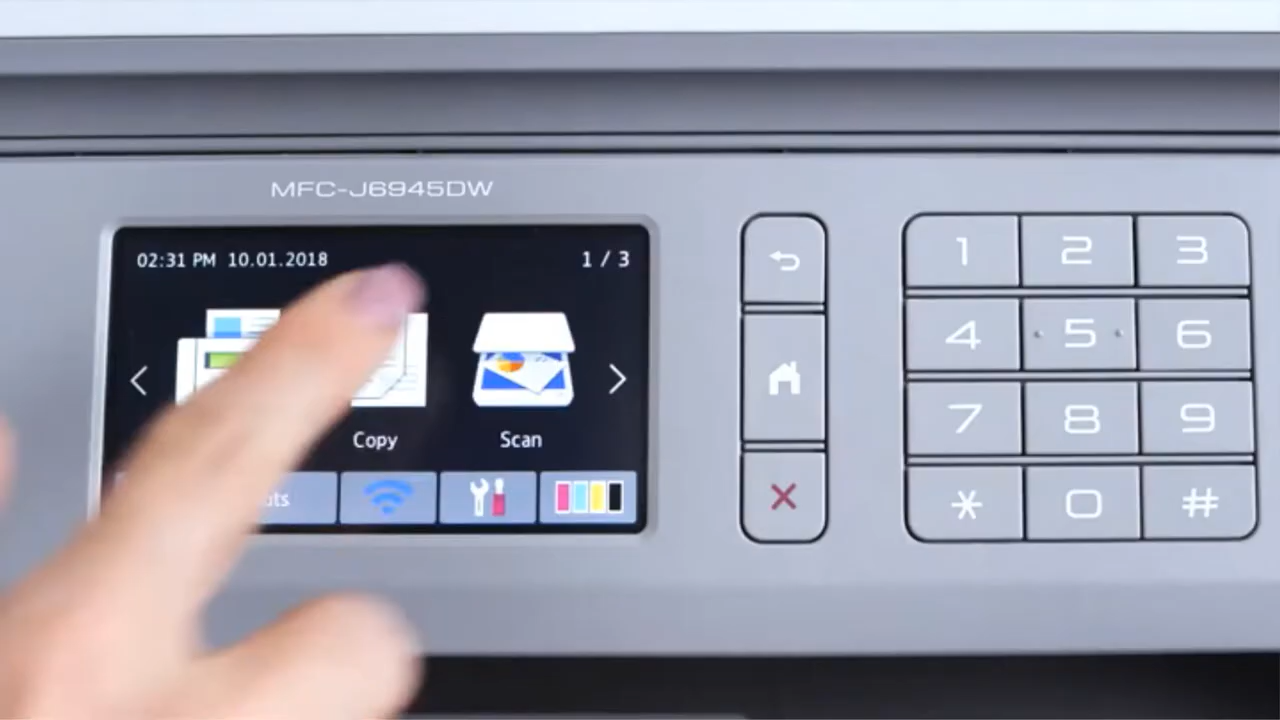 MFC-J6945DW
02:31 PM 10.01.2018 1 / 3
Copy Scan
1 2 3
4 5 6
7 8 9
* 0 #